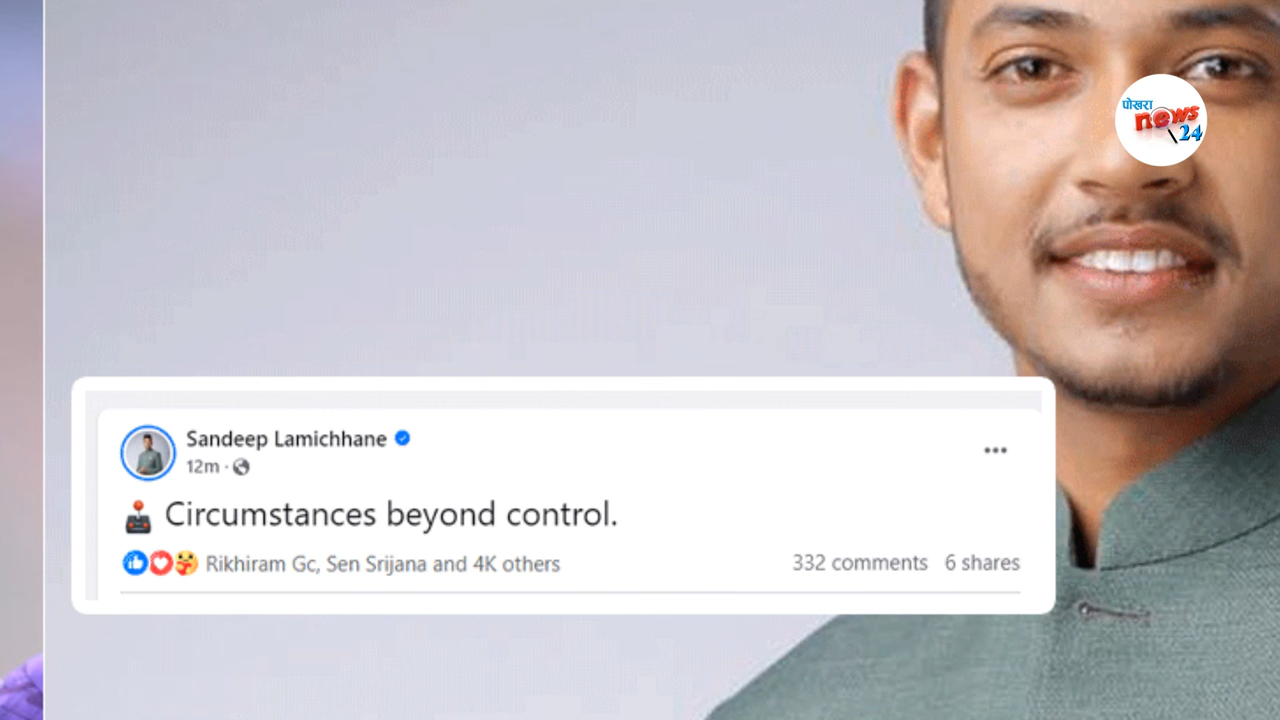 पोखरा
news
24
Sandeep Lamichhane
12m ·
Circumstances beyond control.
Rikhiram Gc, Sen Srijana and 4K others
332 comments 6 shares